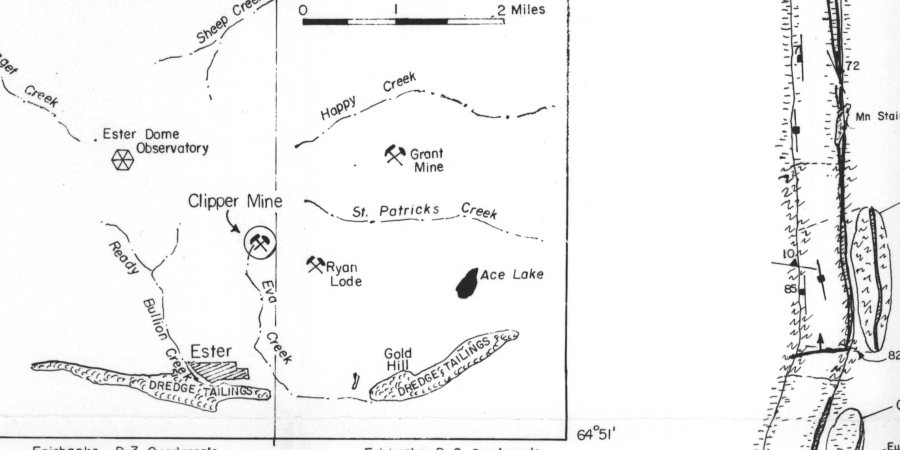 Sheep Creek
0 1 2 Miles
Creek
Happy Creek
72
Mn Stai
Ester Dome
Observatory
Grant
Mine
Clipper Mine
St. Patricks Creek
Ready
Bullion Creek
Ryan
Lode
Eva
Creek
Ace Lake
10
85
Ester
Gold
Hill
DREDGE TAILINGS
DREDGE TAILINGS
82
64°51'